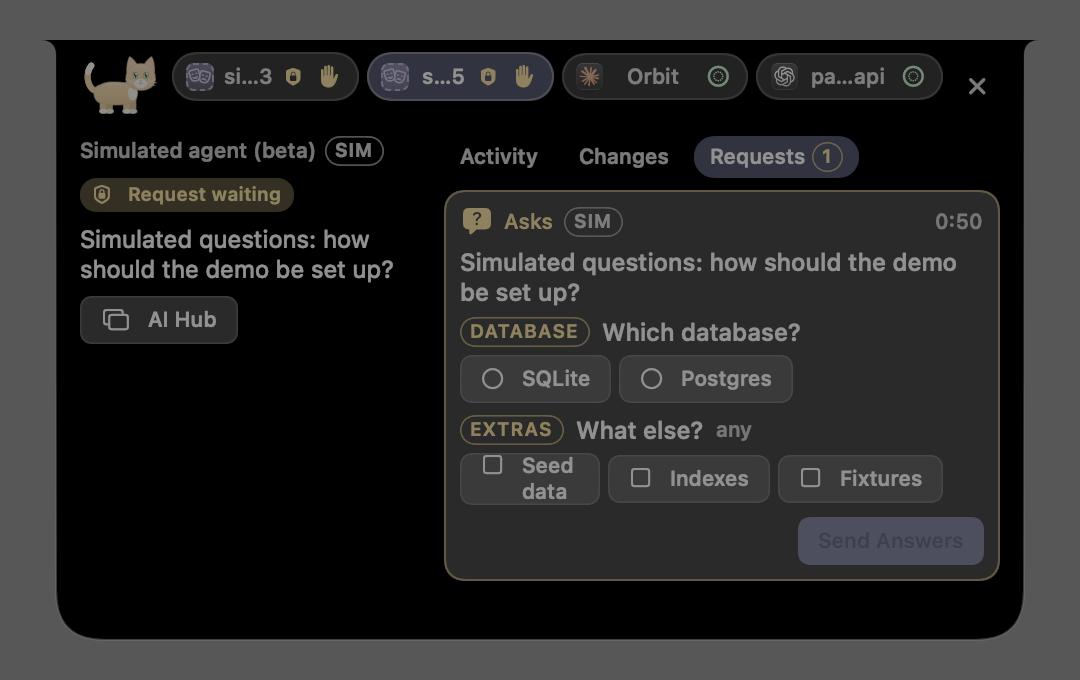 si...3
s...5
Orbit
pa...api
Simulated agent (beta) SIM
Request waiting
Simulated questions: how
should the demo be set up?
AI Hub
Activity
Changes
Requests 1
? Asks SIM 0:50
Simulated questions: how should the demo
be set up?
DATABASE Which database?
SQLite
Postgres
EXTRAS What else? any
Seed
data
Indexes
Fixtures
Send Answers